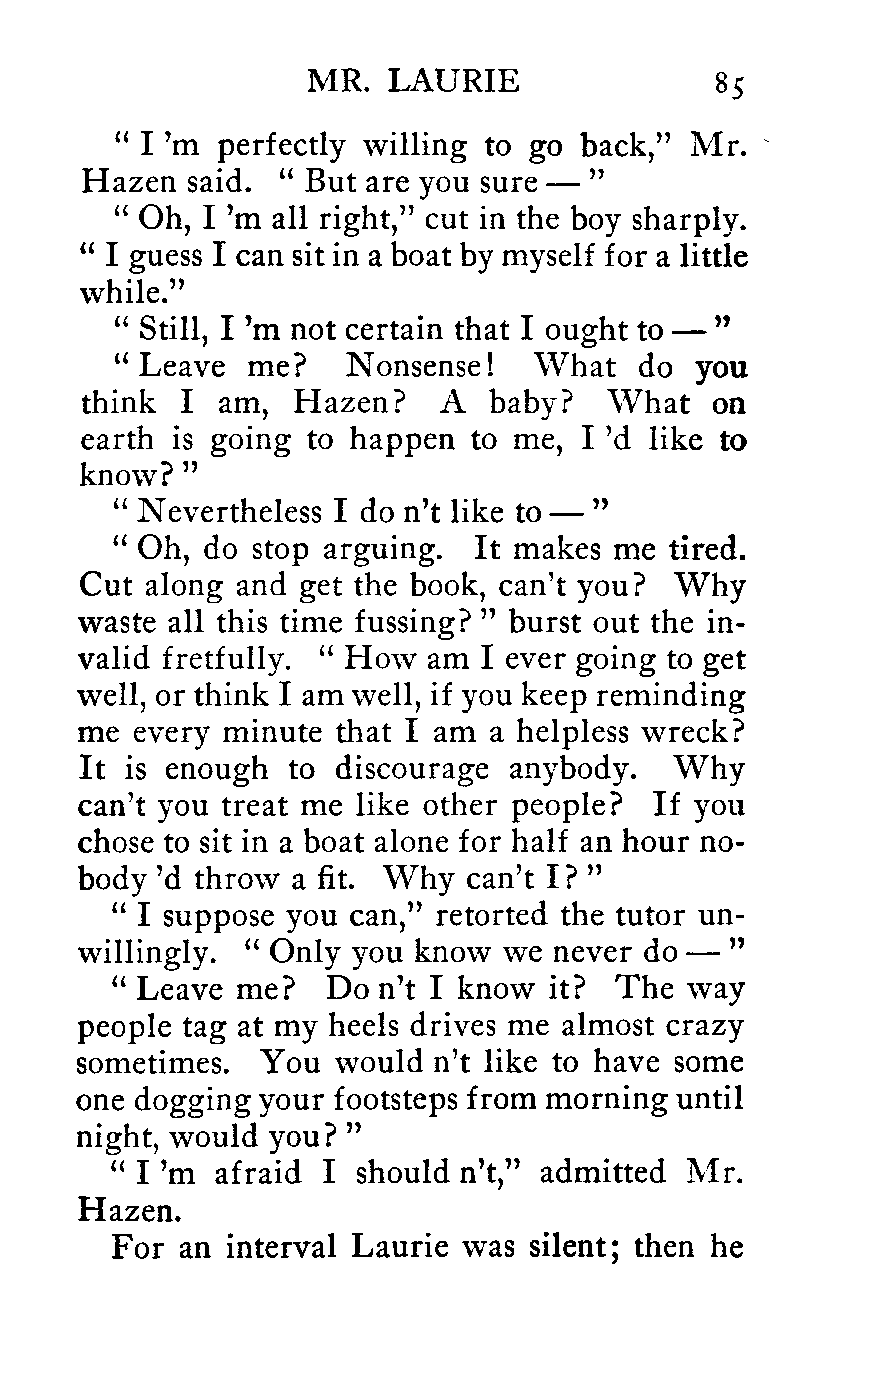 MR. LAURIE 85
“ I 'm perfectly willing to go back,” Mr.
Hazen said. “ But are you sure — ”
“ Oh, I 'm all right,” cut in the boy sharply.
“ I guess I can sit in a boat by myself for a little
while.”
“ Still, I 'm not certain that I ought to — ”
“ Leave me? Nonsense! What do you
think I am, Hazen? A baby? What on
earth is going to happen to me, I 'd like to
know? ”
“ Nevertheless I do n't like to — ”
“ Oh, do stop arguing. It makes me tired.
Cut along and get the book, can't you? Why
waste all this time fussing? ” burst out the in-
valid fretfully. “ How am I ever going to get
well, or think I am well, if you keep reminding
me every minute that I am a helpless wreck?
It is enough to discourage anybody. Why
can't you treat me like other people? If you
chose to sit in a boat alone for half an hour no-
body 'd throw a fit. Why can't I? ”
“ I suppose you can,” retorted the tutor un-
willingly. “ Only you know we never do — ”
“ Leave me? Do n't I know it? The way
people tag at my heels drives me almost crazy
sometimes. You would n't like to have some
one dogging your footsteps from morning until
night, would you? ”
“ I 'm afraid I should n't,” admitted Mr.
Hazen.
For an interval Laurie was silent; then he